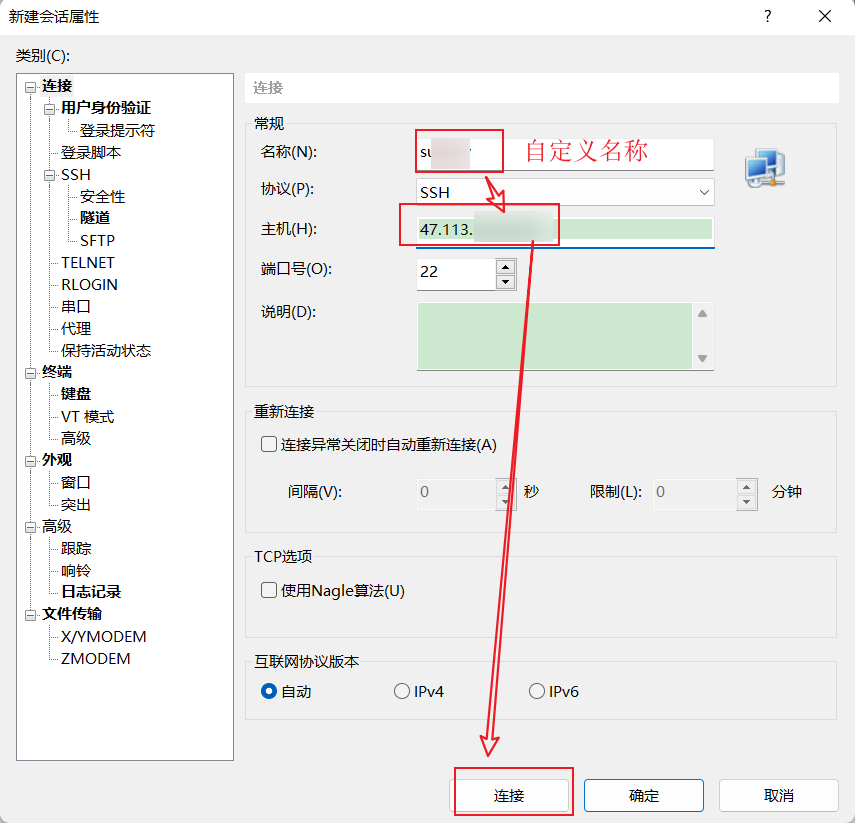 新建会话属性
类别(C):
连接
用户身份验证
登录提示符
登录脚本
SSH
安全性
隧道
SFTP
TELNET
RLOGIN
串口
代理
保持活动状态
终端
键盘
VT 模式
高级
外观
窗口
突出
高级
跟踪
响铃
日志记录
文件传输
X/YMODEM
ZMODEM
连接
常规
名称(N):
自定义名称
协议(P):
SSH
主机(H):
47.113.
端口号(O):
22
说明(D):
重新连接
连接异常关闭时自动重新连接(A)
间隔(V):
0
秒
限制(L):
0
分钟
TCP选项
使用Nagle算法(U)
互联网协议版本
自动
IPv4
IPv6
连接
确定
取消